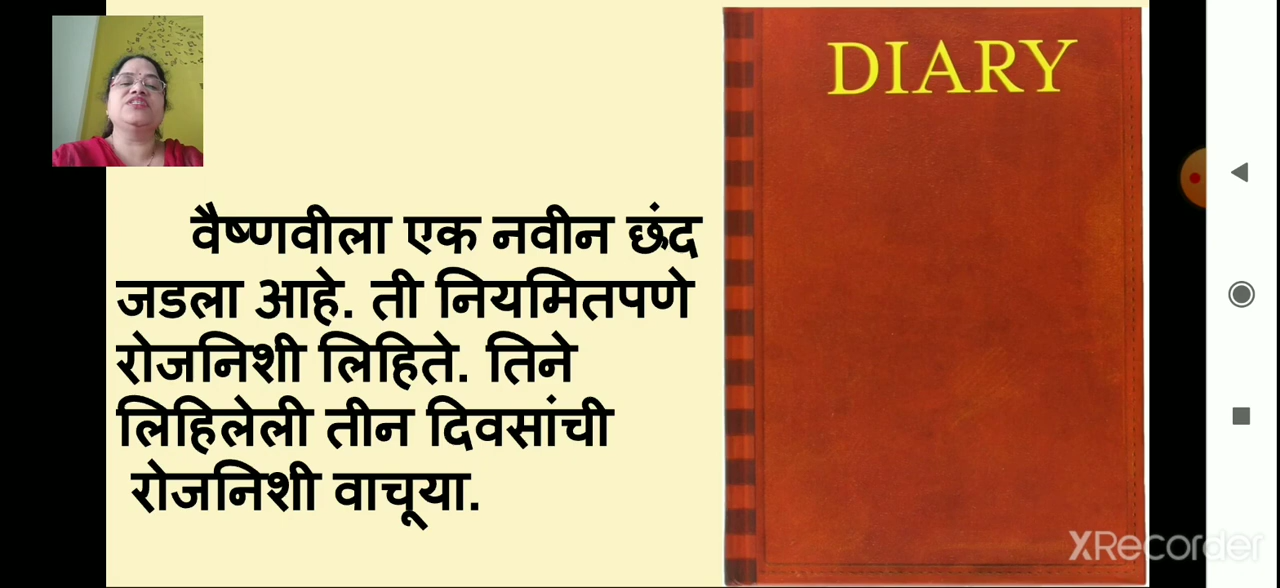 DIARY
वैष्णवीला एक नवीन छंद
जडला आहे. ती नियमितपणे
रोजनिशी लिहिते. तिने
लिहिलेली तीन दिवसांची
रोजनिशी वाचूया.
XRecorder